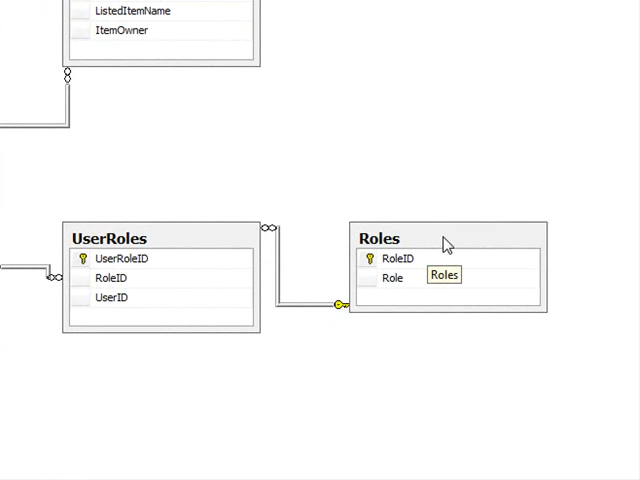 ListedItemName
ItemOwner
UserRoles
UserRoleID
RoleID
UserID
Roles
RoleID
Role
Roles